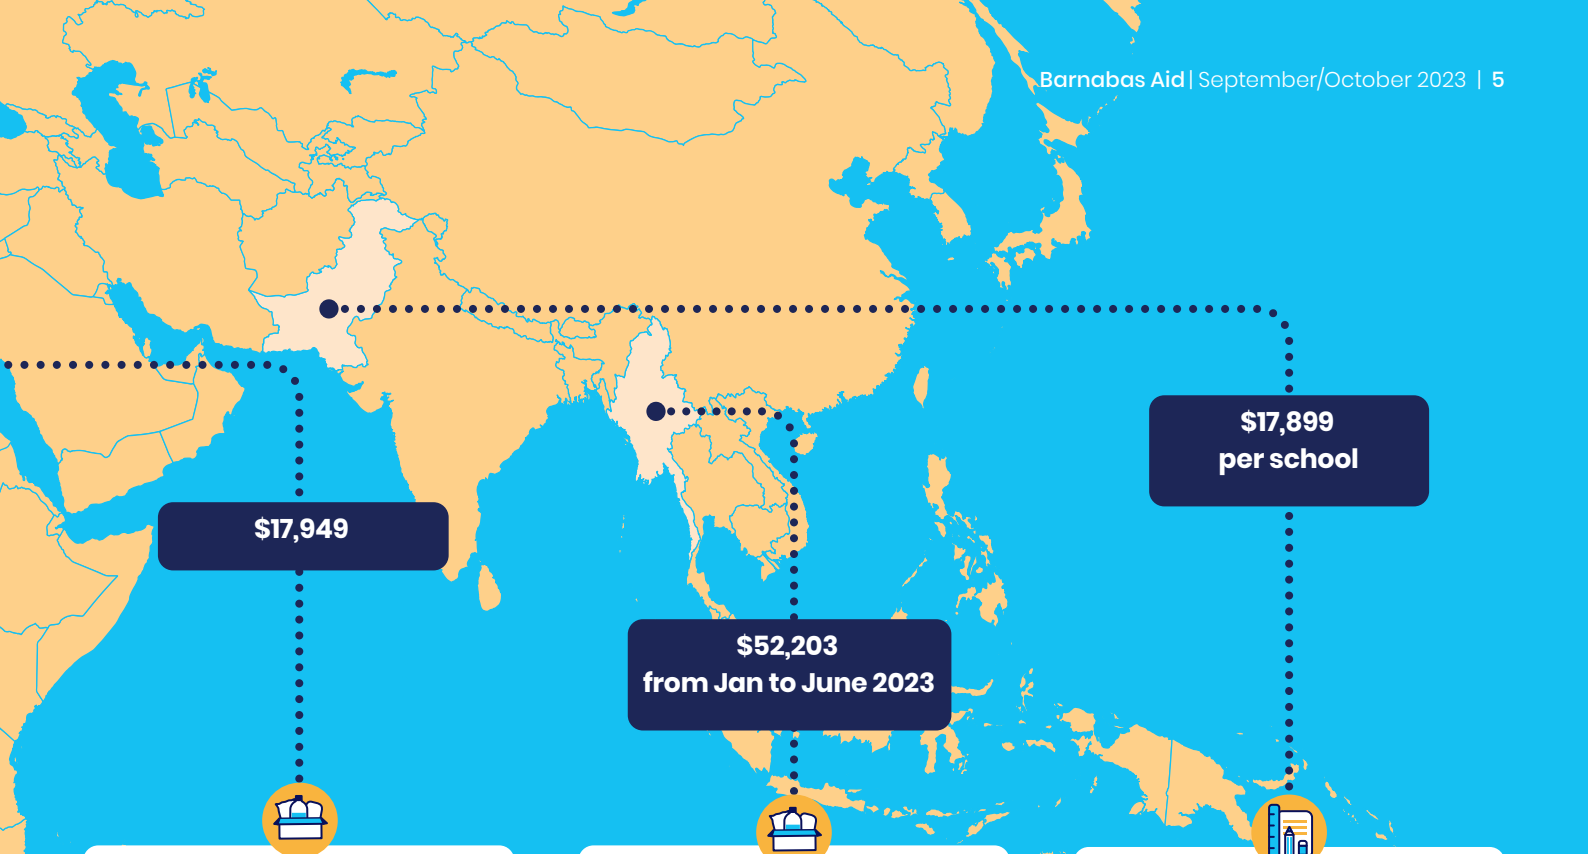 Barnabas Aid | September/October 2023 | 5
$17,899
per school
$17,949
$52,203
from Jan to June 2023